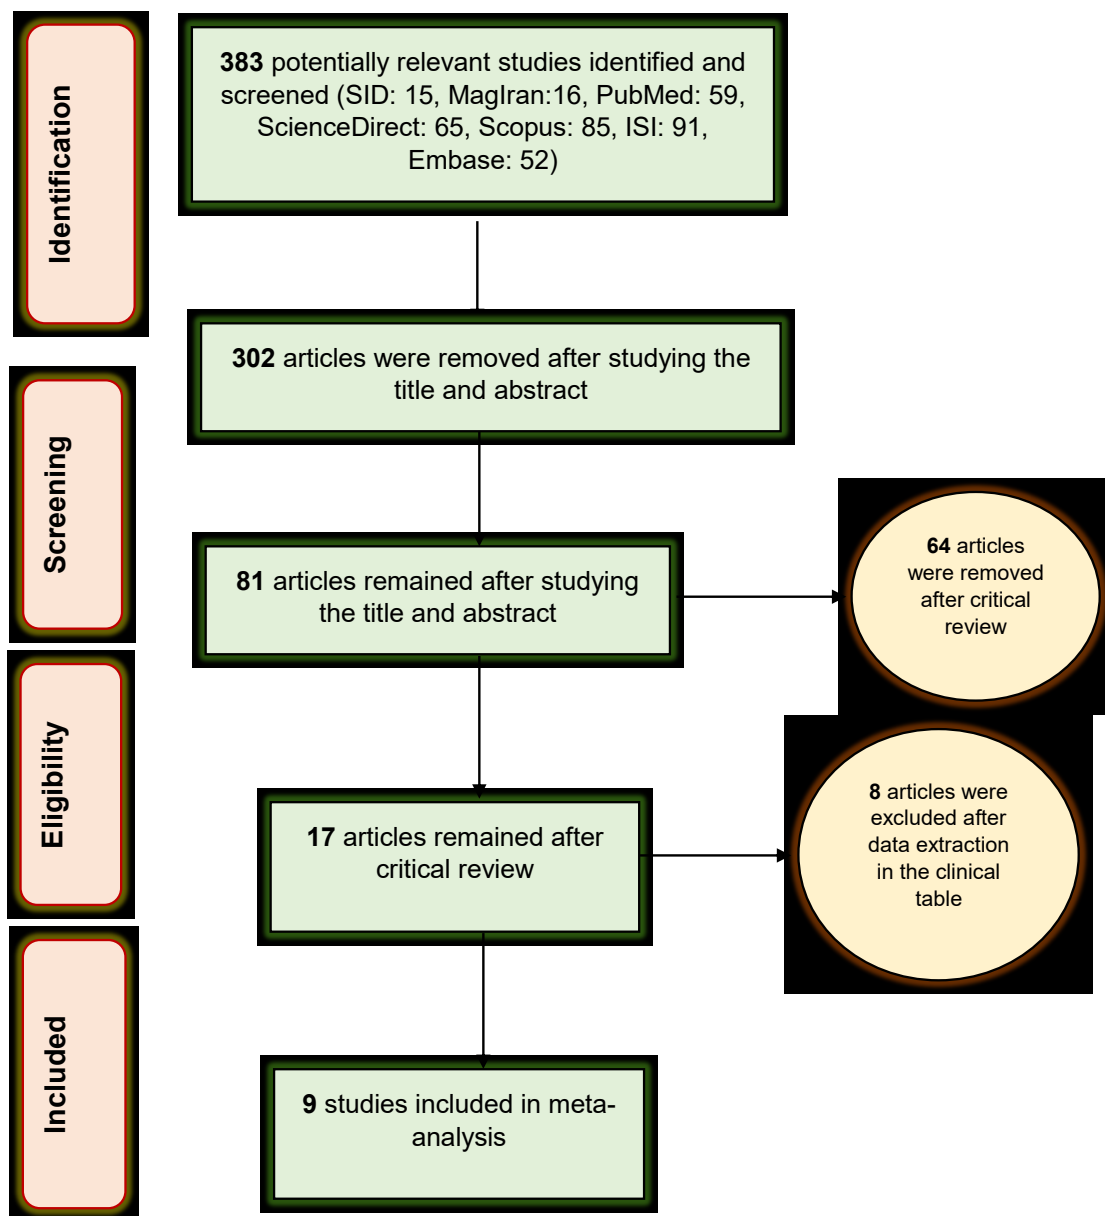 Identification
383 potentially relevant studies identified and
screened (SID: 15, MagIran:16, PubMed: 59,
ScienceDirect: 65, Scopus: 85, ISI: 91,
Embase: 52)
302 articles were removed after studying the
title and abstract
Screening
81 articles remained after studying
the title and abstract
64 articles
were removed
after critical
review
Eligibility
17 articles remained after
critical review
8 articles were
excluded after
data extraction
in the clinical
table
Included
9 studies included in meta-
analysis